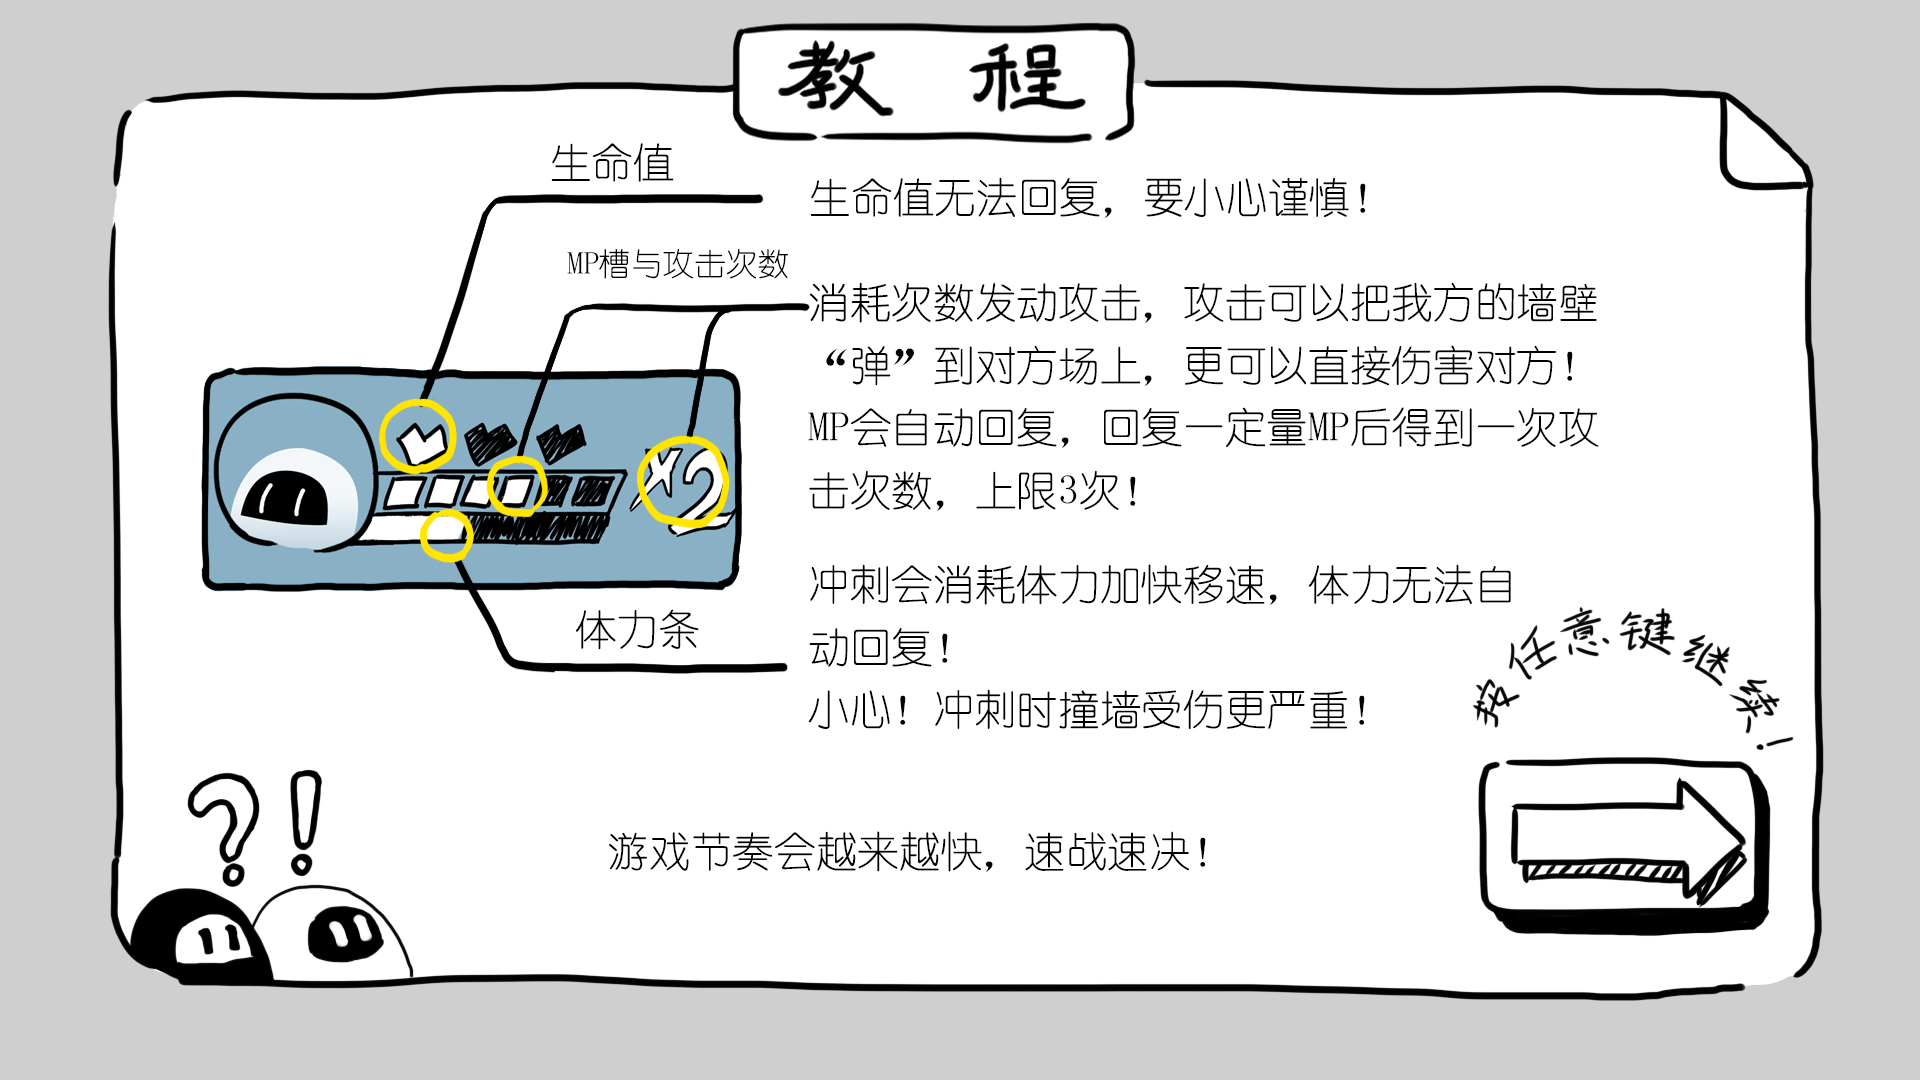 教 程
生命值
生命值无法回复，要小心谨慎！
MP槽与攻击次数
消耗次数发动攻击，攻击可以把我方的墙壁
“弹”到对方场上，更可以直接伤害对方！
MP会自动回复，回复一定量MP后得到一次攻
击次数，上限3次！
X2
体力条
冲刺会消耗体力加快移速，体力无法自
动回复！
小心！冲刺时撞墙受伤更严重！
按任意键继续！
?!
游戏节奏会越来越快，速战速决！